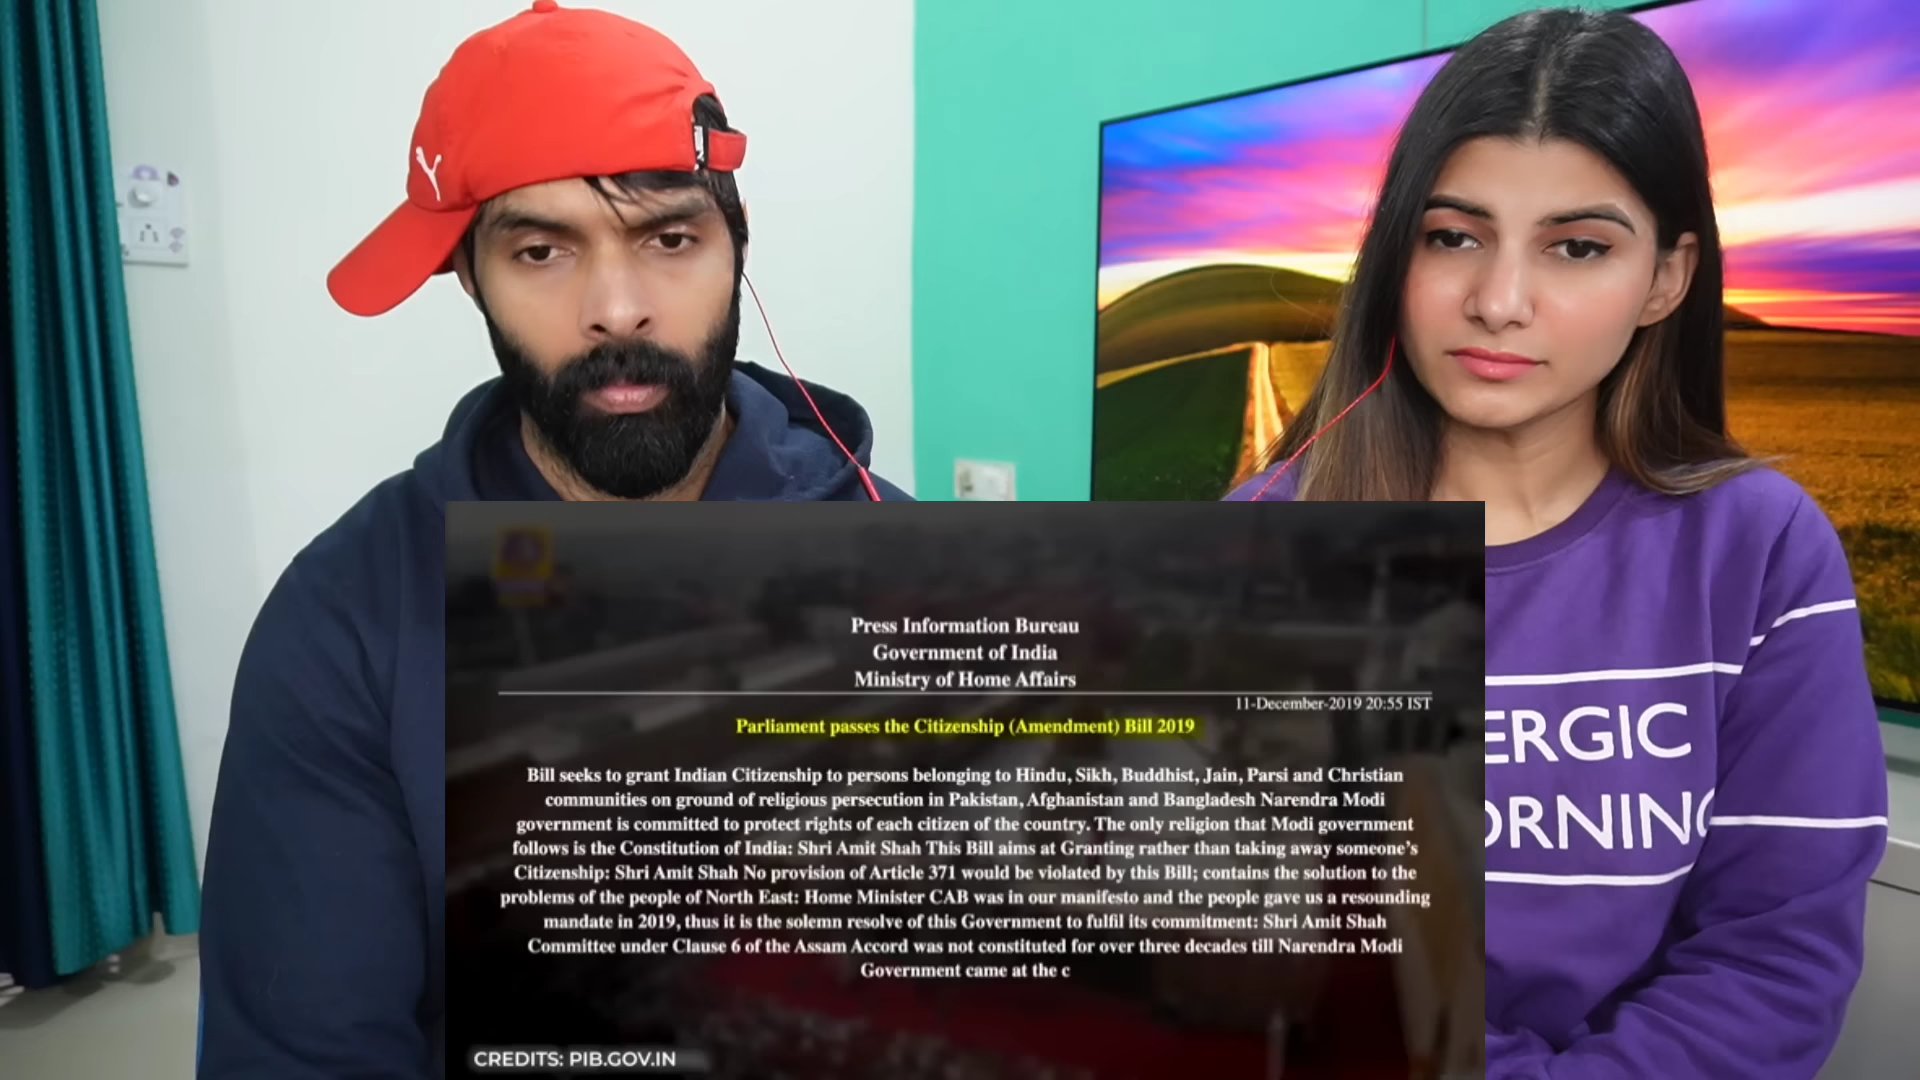 Press Information Bureau
Government of India
Ministry of Home Affairs
11-December-2019 20:55 IST
Parliament passes the Citizenship (Amendment) Bill 2019
Bill seeks to grant Indian Citizenship to persons belonging to Hindu, Sikh, Buddhist, Jain, Parsi and Christian
communities on ground of religious persecution in Pakistan, Afghanistan and Bangladesh Narendra Modi
government is committed to protect rights of each citizen of the country. The only religion that Modi government
follows is the Constitution of India: Shri Amit Shah This Bill aims at Granting rather than taking away someone's
Citizenship: Shri Amit Shah No provision of Article 371 would be violated by this Bill; contains the solution to the
problems of the people of North East: Home Minister CAB was in our manifesto and the people gave us a resounding
mandate in 2019, thus it is the solemn resolve of this Government to fulfil its commitment: Shri Amit Shah
Committee under Clause 6 of the Assam Accord was not constituted for over three decades till Narendra Modi
Government came at the c
CREDITS: PIB.GOV.IN
ERGIC
ORNING